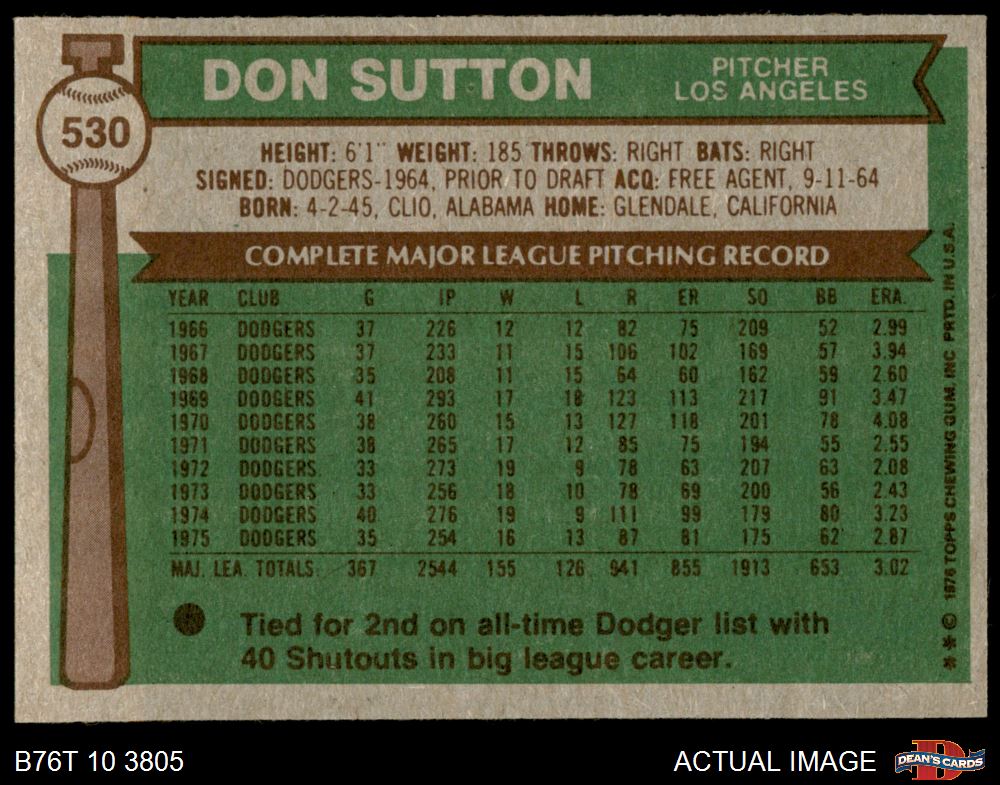 DON SUTTON
PITCHER
LOS ANGELES
530
HEIGHT: 6'1" WEIGHT: 185 THROWS: RIGHT BATS: RIGHT
SIGNED: DODGERS-1964, PRIOR TO DRAFT ACQ: FREE AGENT, 9-11-64
BORN: 4-2-45, CLIO, ALABAMA HOME: GLENDALE, CALIFORNIA
COMPLETE MAJOR LEAGUE PITCHING RECORD
YEAR CLUB G IP W L R ER SO BB ERA.
1966 DODGERS 37 226 12 12 82 75 209 52 2.99
1967 DODGERS 37 233 11 15 106 102 169 57 3.94
1968 DODGERS 35 208 11 15 64 60 162 59 2.60
1969 DODGERS 41 293 17 18 123 113 217 91 3.47
1970 DODGERS 38 260 15 13 127 118 201 78 4.08
1971 DODGERS 38 265 17 12 85 75 194 55 2.55
1972 DODGERS 33 273 19 9 78 63 207 63 2.08
1973 DODGERS 33 256 18 10 78 69 200 56 2.43
1974 DODGERS 40 276 19 9 111 99 179 80 3.23
1975 DODGERS 35 254 16 13 87 81 175 62 2.87
MAJ. LEA. TOTALS 367 2544 155 126 941 855 1913 653 3.02
Tied for 2nd on all-time Dodger list with
40 Shutouts in big league career.
** © 1976 TOPPS CHEWING GUM, INC PRTD. IN U.S.A.
B76T 10 3805
ACTUAL IMAGE
D
DEAN'S CARDS